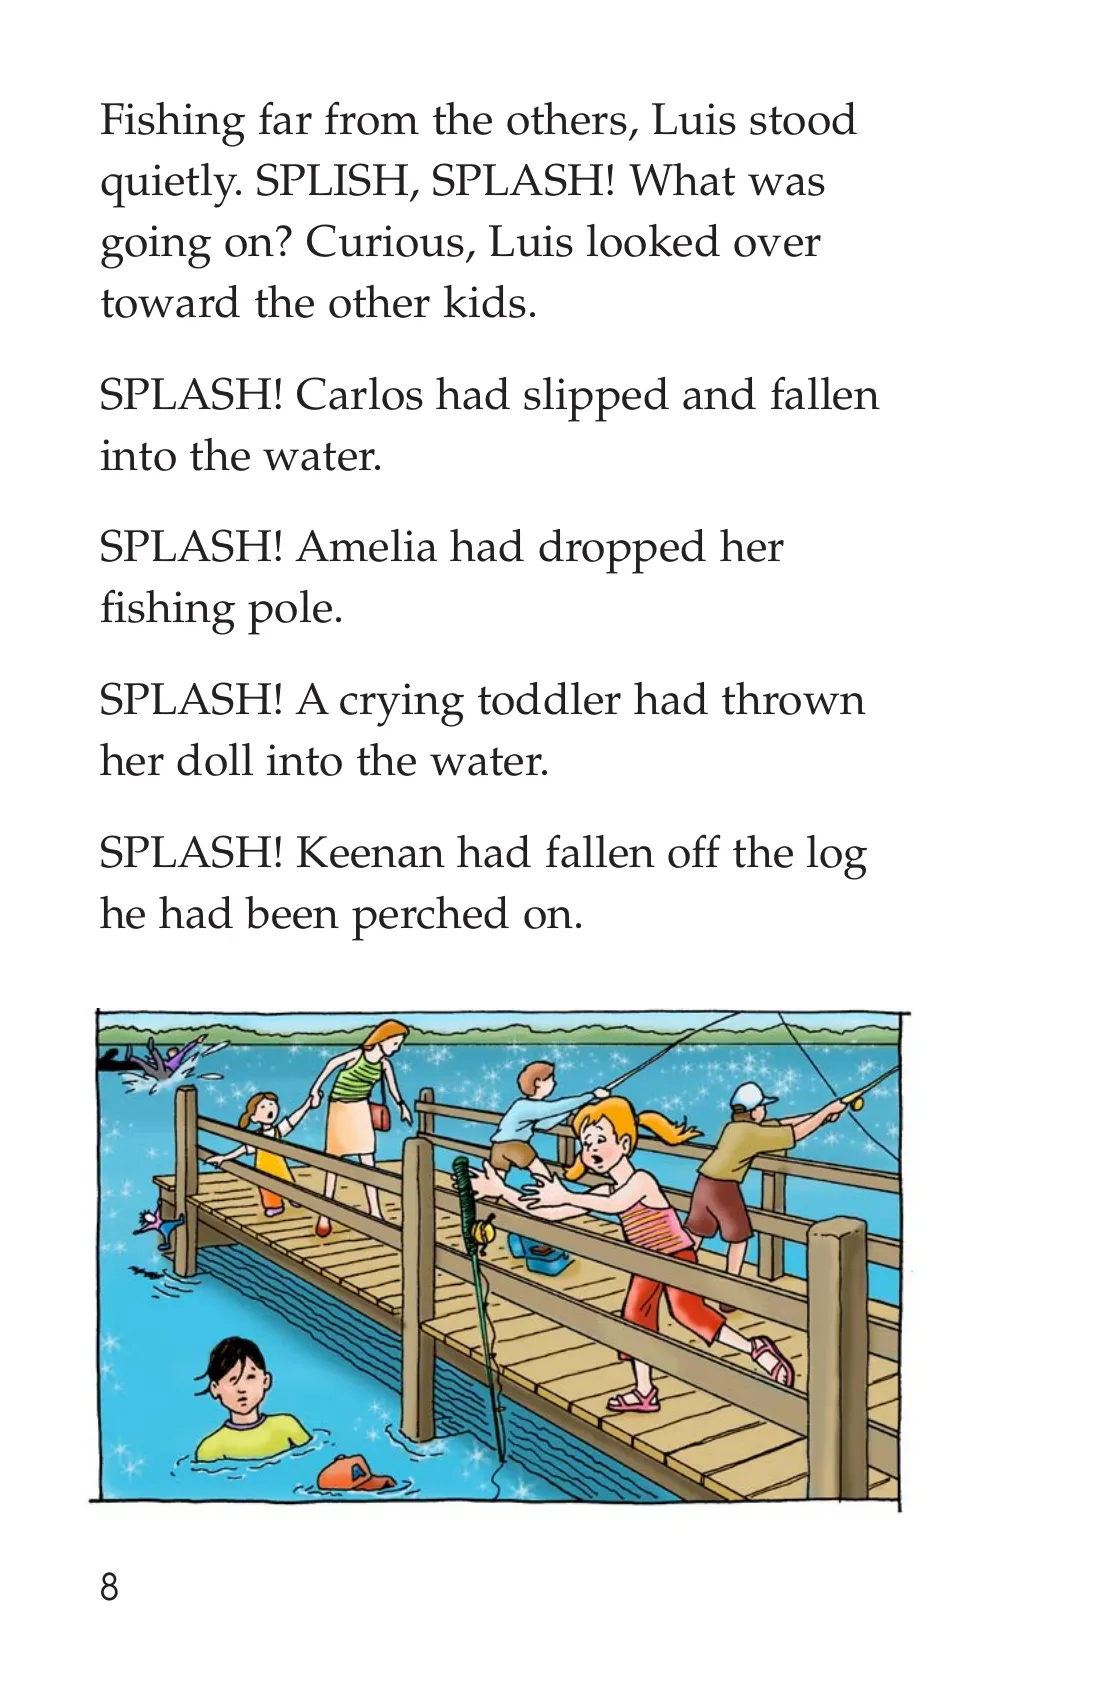 Fishing far from the others, Luis stood
quietly. SPLISH, SPLASH! What was
going on? Curious, Luis looked over
toward the other kids.
SPLASH! Carlos had slipped and fallen
into the water.
SPLASH! Amelia had dropped her
fishing pole.
SPLASH! A crying toddler had thrown
her doll into the water.
SPLASH! Keenan had fallen off the log
he had been perched on.
A
8